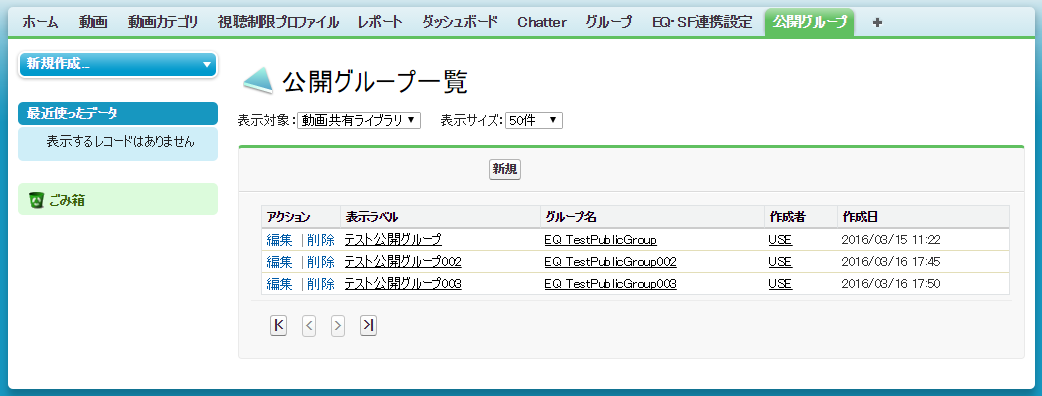 ホーム 動画 動画カテゴリ 視聴制限プロファイル レポート ダッシュボード Chatter グループ EQ・SF連携設定 公開グループ +
新規作成...
公開グループ一覧
最近使ったデータ
表示するレコードはありません
ごみ箱
表示対象: 動画共有ライブラリ 表示サイズ: 50件
新規
アクション 表示ラベル グループ名 作成者 作成日
編集 | 削除 テスト公開グループ EQ_TestPublicGroup USE 2016/03/15 11:22
編集 | 削除 テスト公開グループ002 EQ_TestPublicGroup002 USE 2016/03/16 17:45
編集 | 削除 テスト公開グループ003 EQ_TestPublicGroup003 USE 2016/03/16 17:50